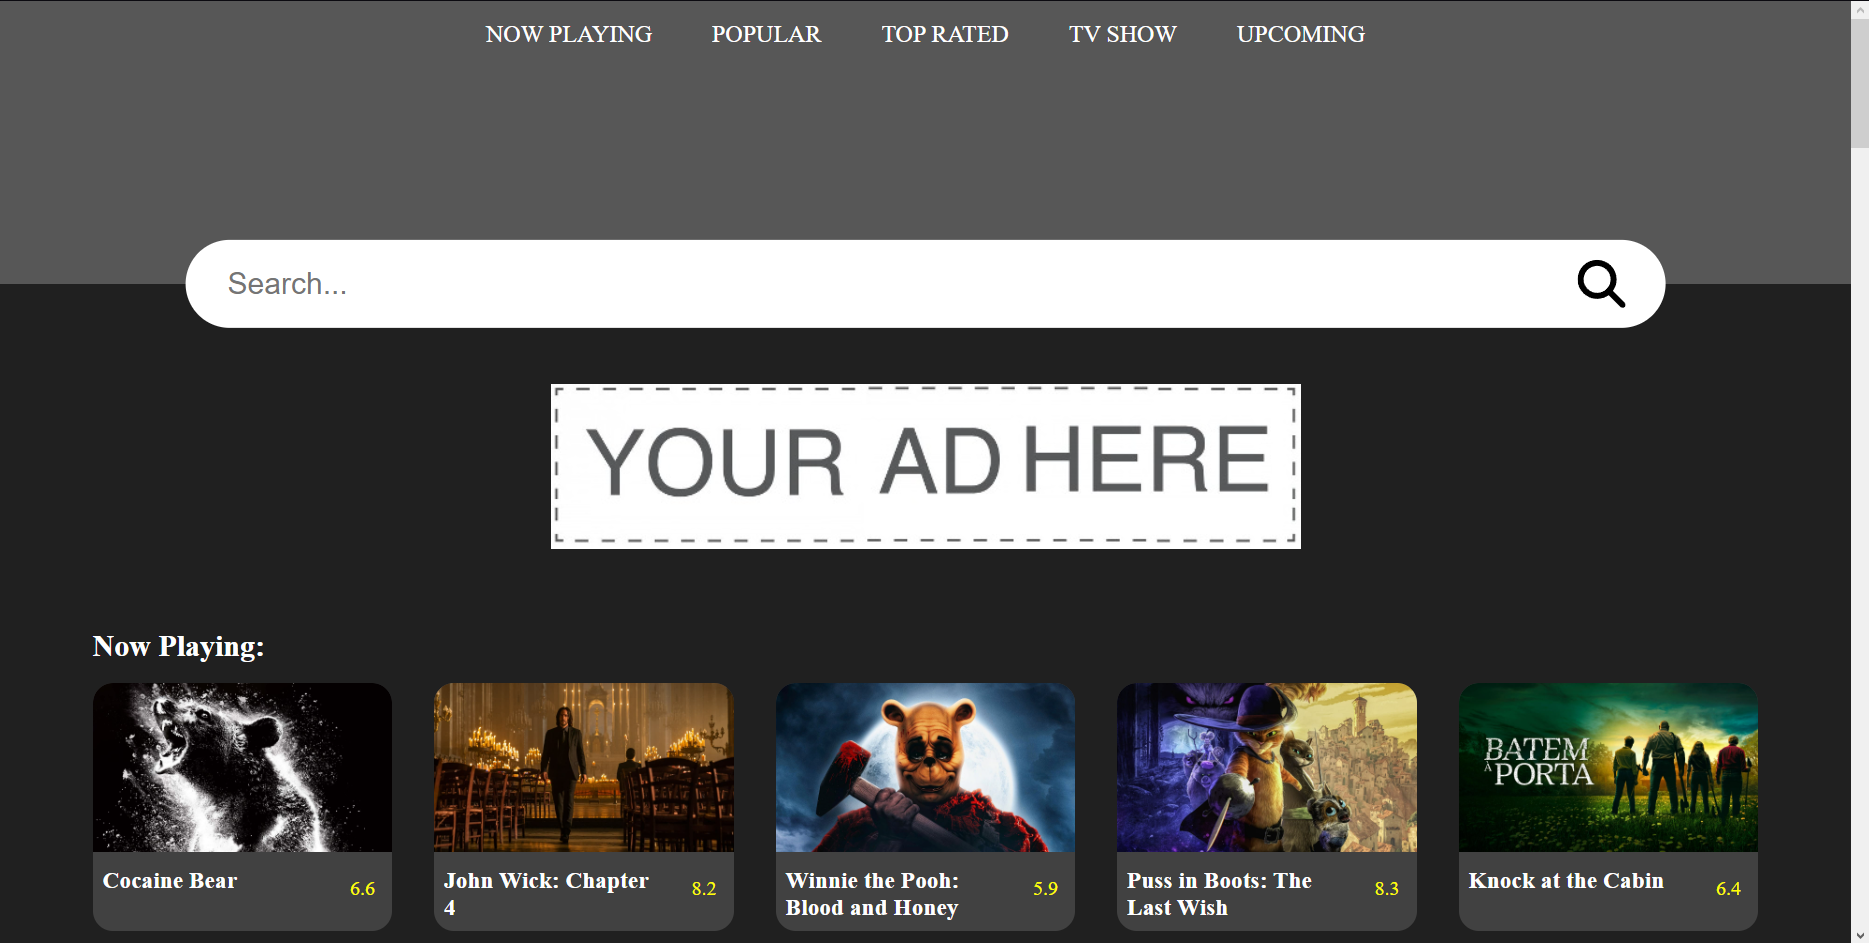 NOW PLAYING POPULAR TOP RATED TV SHOW UPCOMING
Search...
YOUR AD HERE
Now Playing:
BATEM
À PORTA
Cocaine Bear
6.6
John Wick: Chapter
4
8.2
Winnie the Pooh:
Blood and Honey
5.9
Puss in Boots: The
Last Wish
8.3
Knock at the Cabin
6.4